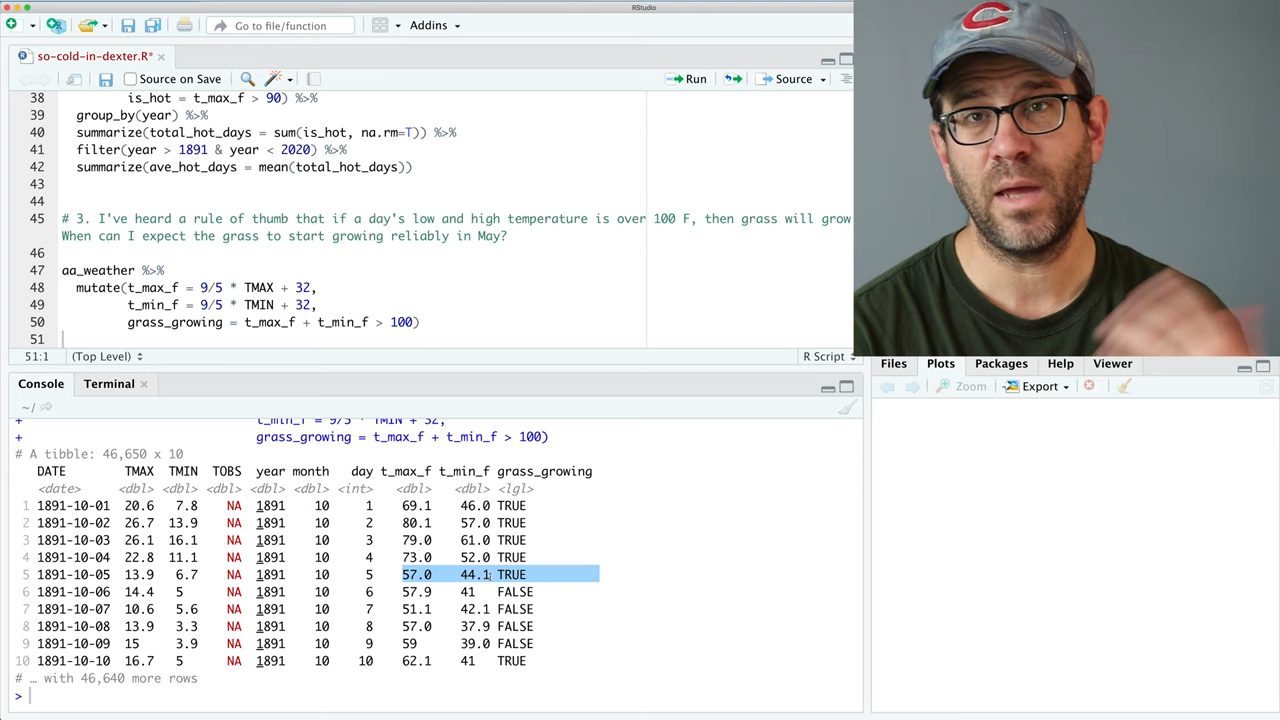 RStudio
Go to file/function
Addins
so-cold-in-dexter.R*
Source on Save
Run
Source
38 is_hot = t_max_f > 90) %>%
39 group_by(year) %>%
40 summarize(total_hot_days = sum(is_hot, na.rm=T)) %>%
41 filter(year > 1891 & year < 2020) %>%
42 summarize(ave_hot_days = mean(total_hot_days))
43
44
45 # 3. I've heard a rule of thumb that if a day's low and high temperature is over 100 F, then grass will grow
When can I expect the grass to start growing reliably in May?
46
47 aa_weather %>%
48 mutate(t_max_f = 9/5 * TMAX + 32,
49 t_min_f = 9/5 * TMIN + 32,
50 grass_growing = t_max_f + t_min_f > 100)
51
51:1 (Top Level) R Script
Console Terminal
~/
+ t_min_f = 9/5 * TMIN + 32,
+ grass_growing = t_max_f + t_min_f > 100)
# A tibble: 46,650 x 10
DATE TMAX TMIN TOBS year month day t_max_f t_min_f grass_growing
<date> <dbl> <dbl> <dbl> <dbl> <dbl> <int> <dbl> <dbl> <lgl>
1 1891-10-01 20.6 7.8 NA 1891 10 1 69.1 46.0 TRUE
2 1891-10-02 26.7 13.9 NA 1891 10 2 80.1 57.0 TRUE
3 1891-10-03 26.1 16.1 NA 1891 10 3 79.0 61.0 TRUE
4 1891-10-04 22.8 11.1 NA 1891 10 4 73.0 52.0 TRUE
5 1891-10-05 13.9 6.7 NA 1891 10 5 57.0 44.1 TRUE
6 1891-10-06 14.4 5 NA 1891 10 6 57.9 41 FALSE
7 1891-10-07 10.6 5.6 NA 1891 10 7 51.1 42.1 FALSE
8 1891-10-08 13.9 3.3 NA 1891 10 8 57.0 37.9 FALSE
9 1891-10-09 15 3.9 NA 1891 10 9 59 39.0 FALSE
10 1891-10-10 16.7 5 NA 1891 10 10 62.1 41 TRUE
# … with 46,640 more rows
>
C
Files Plots Packages Help Viewer
Zoom Export